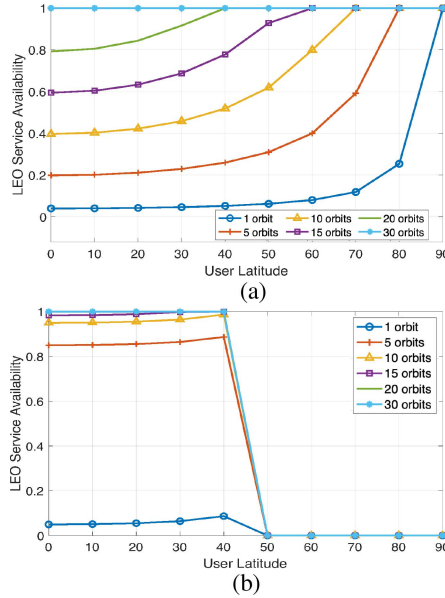 1
0.8
0.6
0.4
0.2
0
LEO Service Availability
1 orbit
10 orbits
20 orbits
5 orbits
15 orbits
30 orbits
0 10 20 30 40 50 60 70 80 90
User Latitude
(a)
1
0.8
0.6
0.4
0.2
0
LEO Service Availability
1 orbit
5 orbits
10 orbits
15 orbits
20 orbits
30 orbits
0 10 20 30 40 50 60 70 80 90
User Latitude
(b)